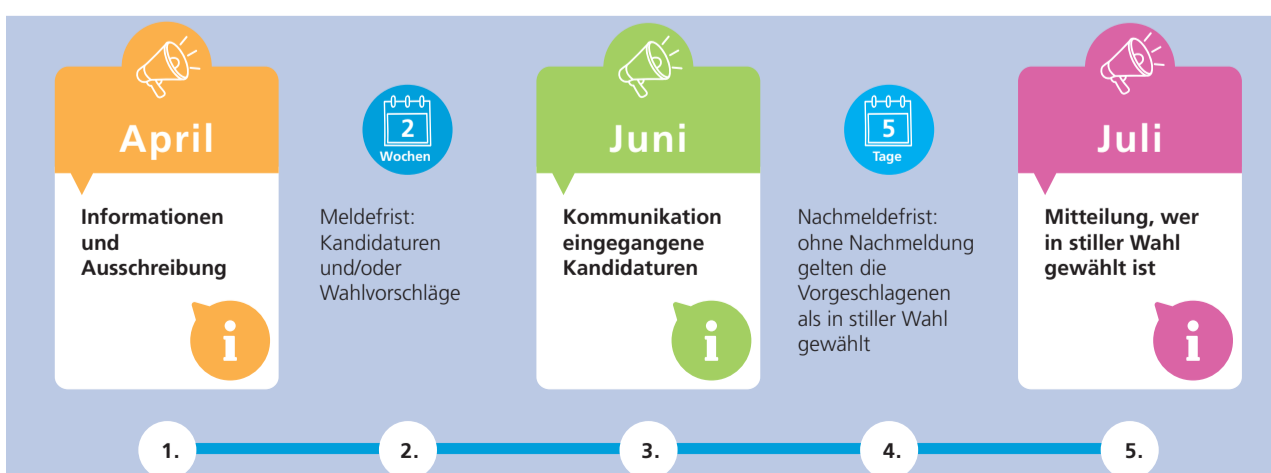 April
Informationen
und
Ausschreibung
i
1.
2
Wochen
Meldefrist:
Kandidaturen
und/oder
Wahlvorschläge
2.
Juni
Kommunikation
eingegangene
Kandidaturen
i
3.
5
Tage
Nachmeldefrist:
ohne Nachmeldung
gelten die
Vorgeschlagenen
als in stiller Wahl
gewählt
4.
Juli
Mitteilung, wer
in stiller Wahl
gewählt ist
i
5.